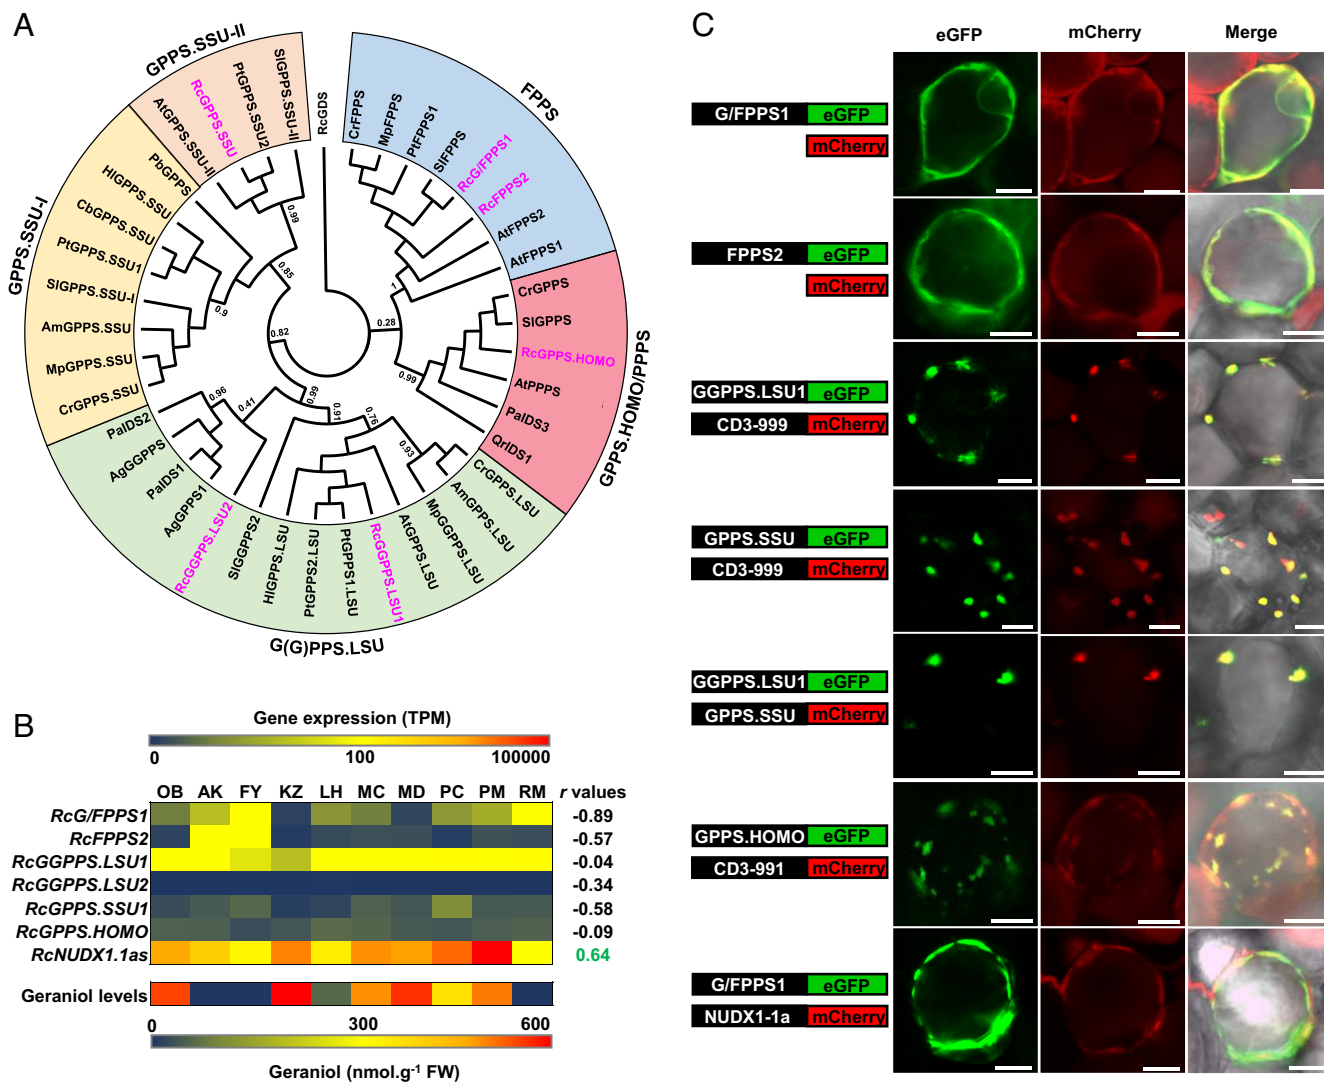 A
GPPS.SSU-II
FPPS
GPPS.HOMO/PPPS
G(G)PPS.LSU
GPPS.SSU-I
RcGDS
CrFPPS
MpFPPS
PtFPPS1
SlFPPS
RcG/FPPS1
RcFPPS2
AtFPPS2
AtFPPS1
CrGPPS
SlGPPS
RcGPPS.HOMO
AtPPPS
PaIDS3
QrIDS1
CrGPPS.LSU
AmGPPS.LSU
MpGGPPS.LSU
AtGPPS.LSU
RcGGPPS.LSU1
PtGPPS1.LSU
PtGPPS2.LSU
HlGPPS.LSU
SlGGPPS2
RcGGPPS.LSU2
AgGPPS1
PaIDS1
AgGGPPS
PaIDS2
CrGPPS.SSU
MpGPPS.SSU
AmGPPS.SSU
SlGPPS.SSU-I
PtGPPS.SSU1
CbGPPS.SSU
HlGPPS.SSU
PbGPPS
AtGPPS.SSU-II
RcGPPS.SSU
PtGPPS.SSU2
SlGPPS.SSU-II
0.99
0.85
0.9
0.82
1
0.28
0.99
0.99
0.96
0.41
0.91
0.76
0.93
B
Gene expression (TPM)
0 100 100000
OB AK FY KZ LH MC MD PC PM RM r values
RcG/FPPS1 -0.89
RcFPPS2 -0.57
RcGGPPS.LSU1 -0.04
RcGGPPS.LSU2 -0.34
RcGPPS.SSU1 -0.58
RcGPPS.HOMO -0.09
RcNUDX1.1as 0.64
Geraniol levels
0 300 600
Geraniol (nmol.g-1 FW)
C
eGFP mCherry Merge
G/FPPS1 eGFP
mCherry
FPPS2 eGFP
mCherry
GGPPS.LSU1 eGFP
CD3-999 mCherry
GPPS.SSU eGFP
CD3-999 mCherry
GGPPS.LSU1 eGFP
GPPS.SSU mCherry
GPPS.HOMO eGFP
CD3-991 mCherry
G/FPPS1 eGFP
NUDX1-1a mCherry